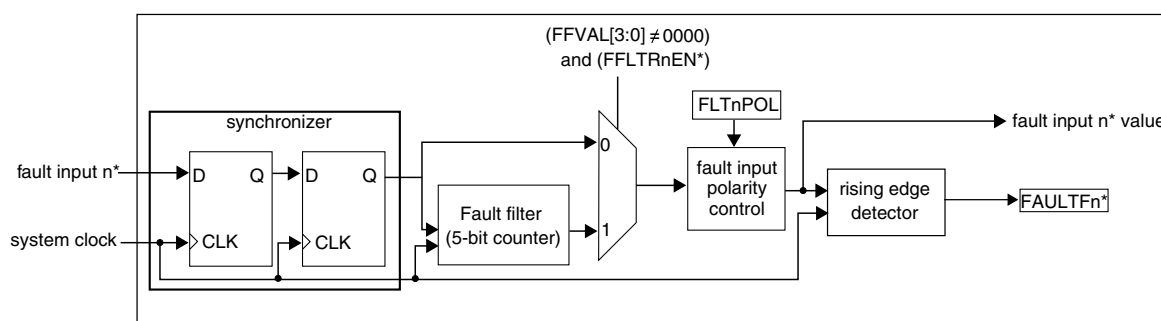 (FFVAL[3:0] ≠ 0000)
and (FFLTRnEN*)
synchronizer
FLTnPOL
fault input n* value
fault input n*
D Q
D Q
0
fault input
polarity
control
rising edge
detector
FAULTFn*
Fault filter
(5-bit counter)
1
system clock
CLK
CLK